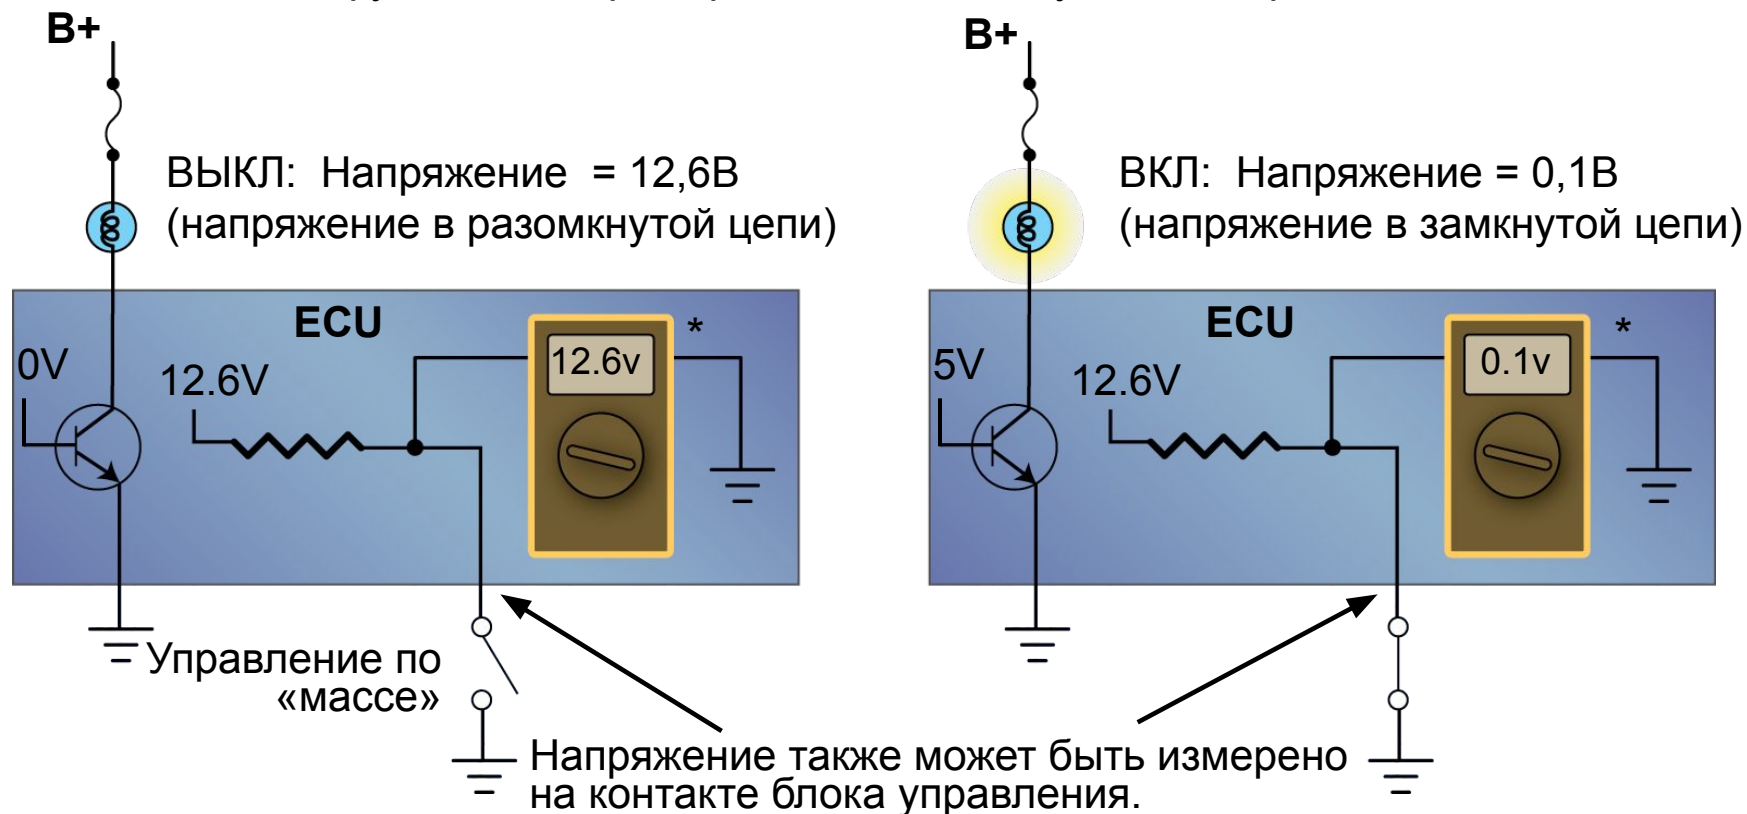 B+
ВЫКЛ:  Напряжение  = 12,6В
(напряжение в разомкнутой цепи)
ECU
*
0V
12.6V
12.6v
Управление по
«массе»
B+
ВКЛ:  Напряжение = 0,1В
(напряжение в замкнутой цепи)
ECU
*
5V
12.6V
0.1v
Напряжение также может быть измерено
на контакте блока управления.